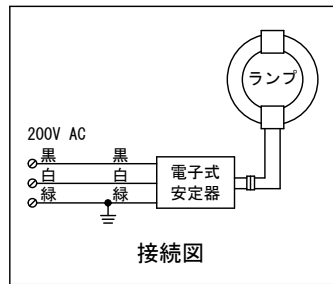 ランプ
200V AC
黒 黒
白 白
緑 緑
電子式
安定器
接続図